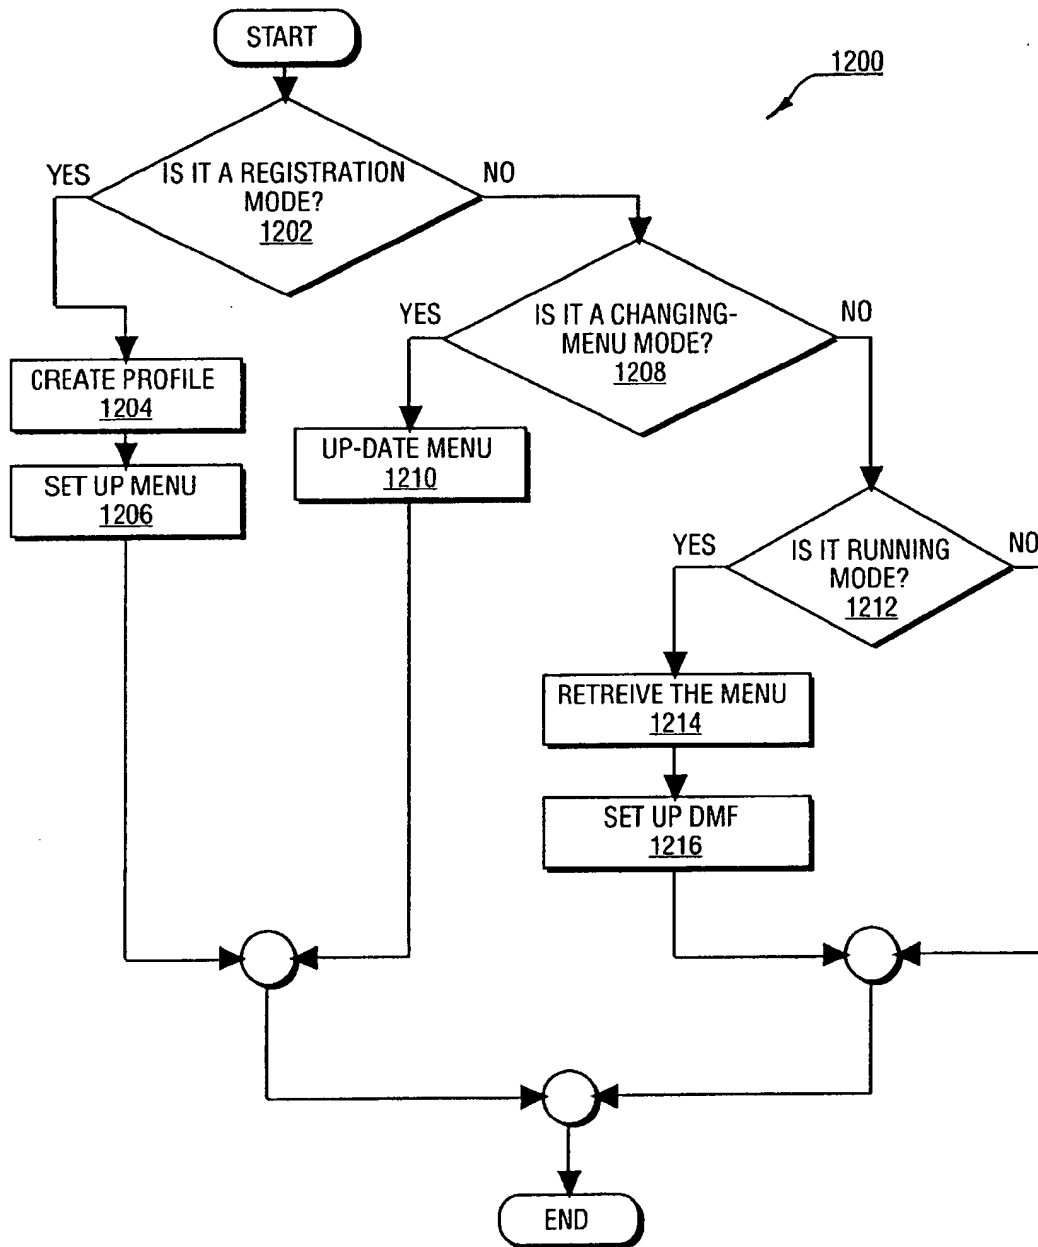 START
1200
YES
IS IT A REGISTRATION
MODE?
1202
NO
YES
IS IT A CHANGING-
MENU MODE?
1208
NO
CREATE PROFILE
1204
SET UP MENU
1206
UP-DATE MENU
1210
YES
IS IT RUNNING
MODE?
1212
NO
RETREIVE THE MENU
1214
SET UP DMF
1216
END